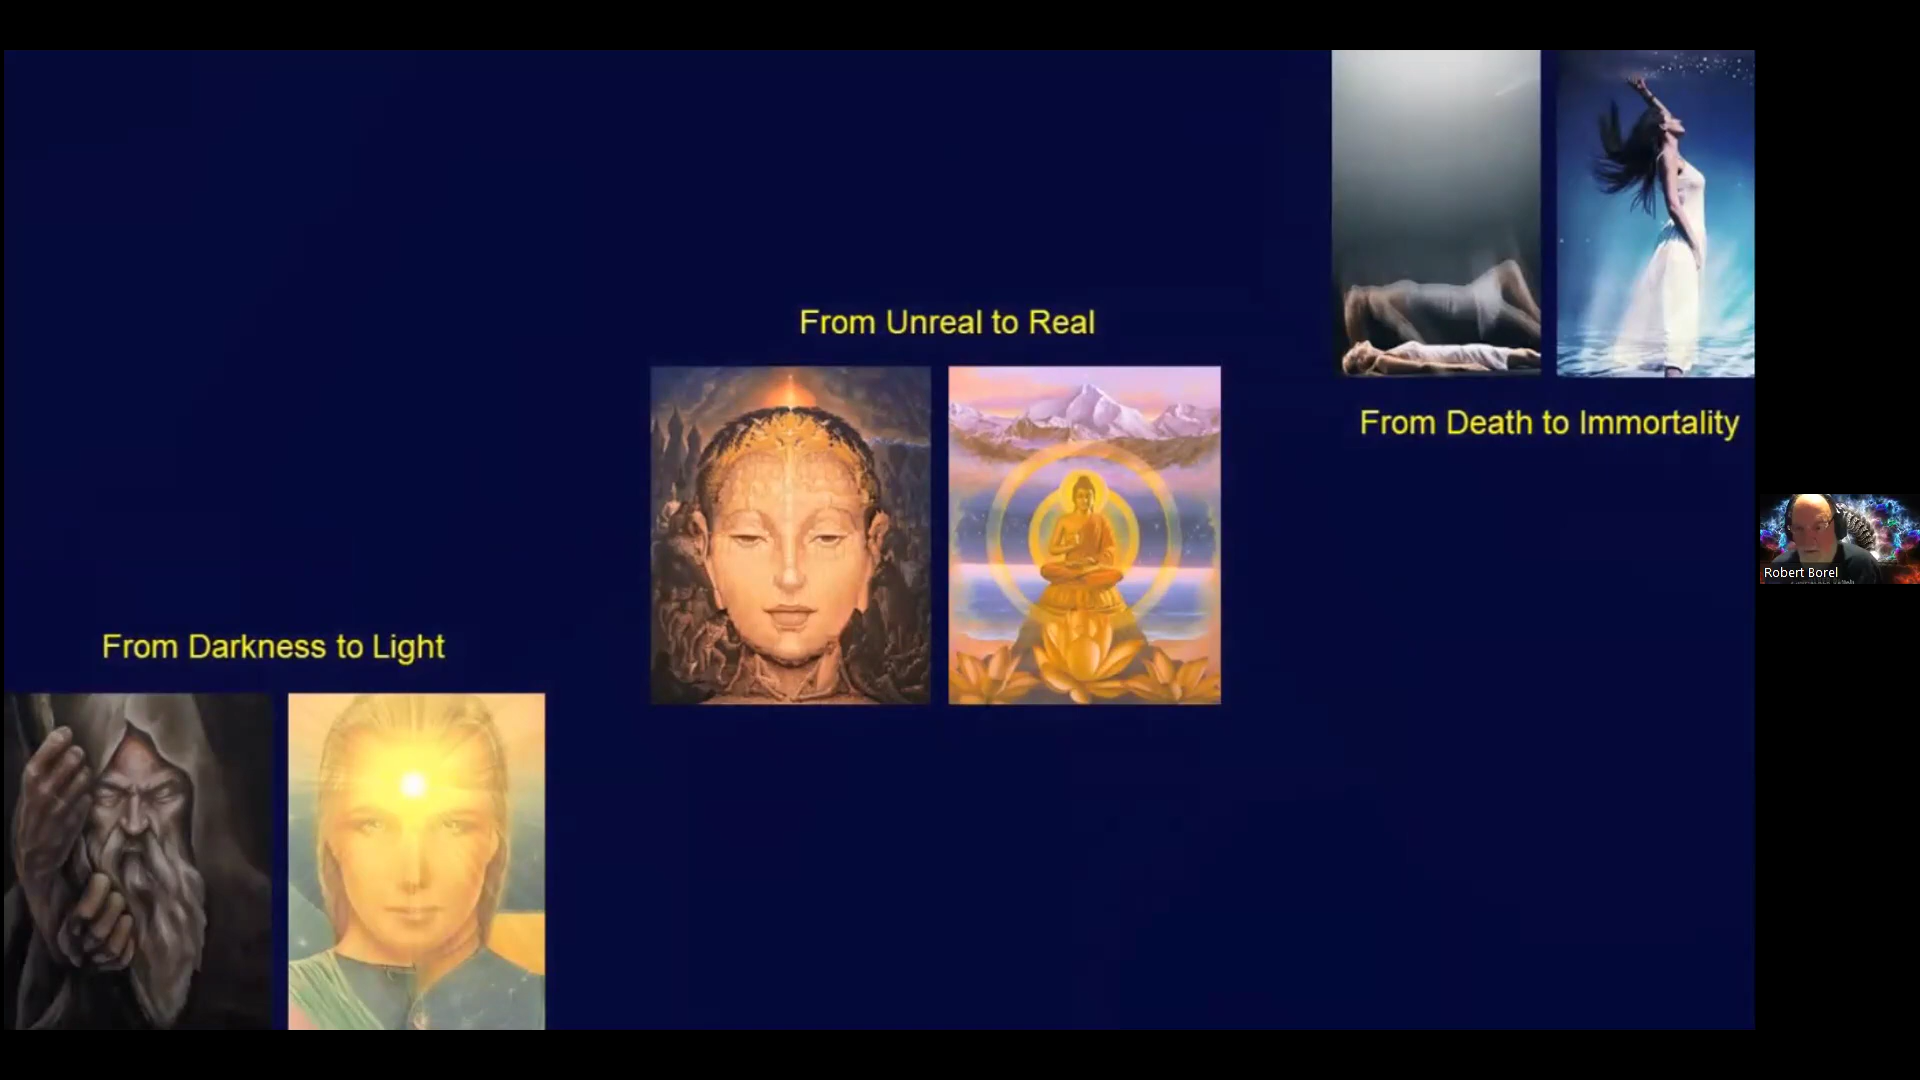 From Unreal to Real
From Death to Immortality
Robert Borel
From Darkness to Light